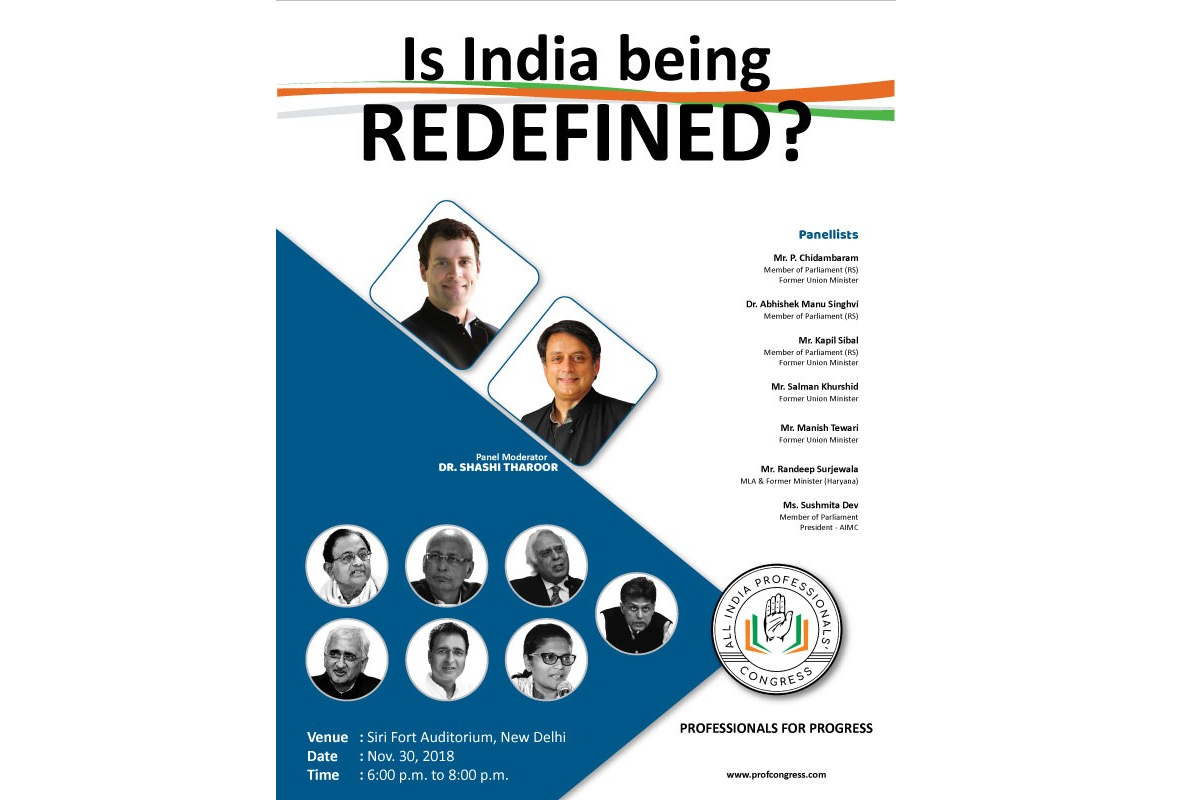 Is India being
REDEFINED?
Panellists
Mr. P. Chidambaram
Member of Parliament (RS)
Former Union Minister
Dr. Abhishek Manu Singhvi
Member of Parliament (RS)
Mr. Kapil Sibal
Member of Parliament (RS)
Former Union Minister
Mr. Salman Khurshid
Former Union Minister
Mr. Manish Tewari
Former Union Minister
Mr. Randeep Surjewala
MLA & Former Minister (Haryana)
Ms. Sushmita Dev
Member of Parliament
President - AIMC
Panel Moderator
DR. SHASHI THAROOR
ALL INDIA PROFESSIONALS'
CONGRESS
PROFESSIONALS FOR PROGRESS
www.profcongress.com
Venue : Siri Fort Auditorium, New Delhi
Date : Nov. 30, 2018
Time : 6:00 p.m. to 8:00 p.m.